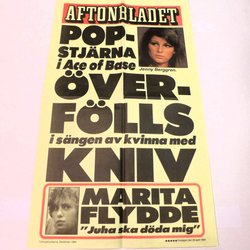 AFTONBLADET
POP-
STJÄRNA
i Ace of Base
Jenny Berggren.
ÖVER-
FÖLLS
i sängen av kvinna med
KNIV
MARITA
FLYDDE
"Juha ska döda mig"